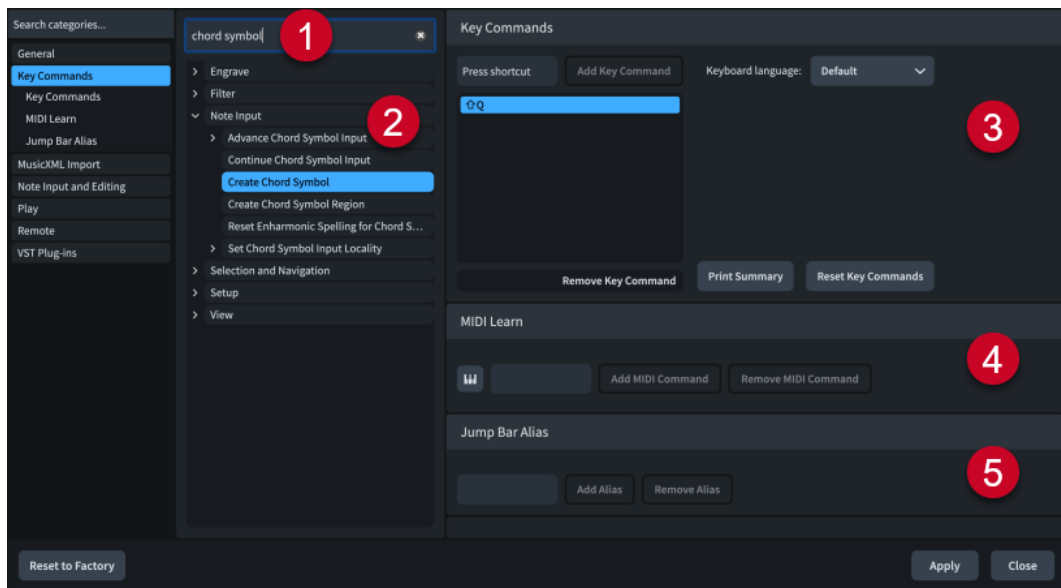 Search categories...
General
Key Commands
Key Commands
MIDI Learn
Jump Bar Alias
MusicXML Import
Note Input and Editing
Play
Remote
VST Plug-ins
chord symbol
1
Engrave
Filter
Note Input
2
Advance Chord Symbol Input
Continue Chord Symbol Input
Create Chord Symbol
Create Chord Symbol Region
Reset Enharmonic Spelling for Chord S...
Set Chord Symbol Input Locality
Selection and Navigation
Setup
View
Key Commands
Press shortcut Add Key Command Keyboard language: Default
⇧Q
3
Remove Key Command Print Summary Reset Key Commands
MIDI Learn
4
Add MIDI Command Remove MIDI Command
Jump Bar Alias
5
Add Alias Remove Alias
Reset to Factory Apply Close